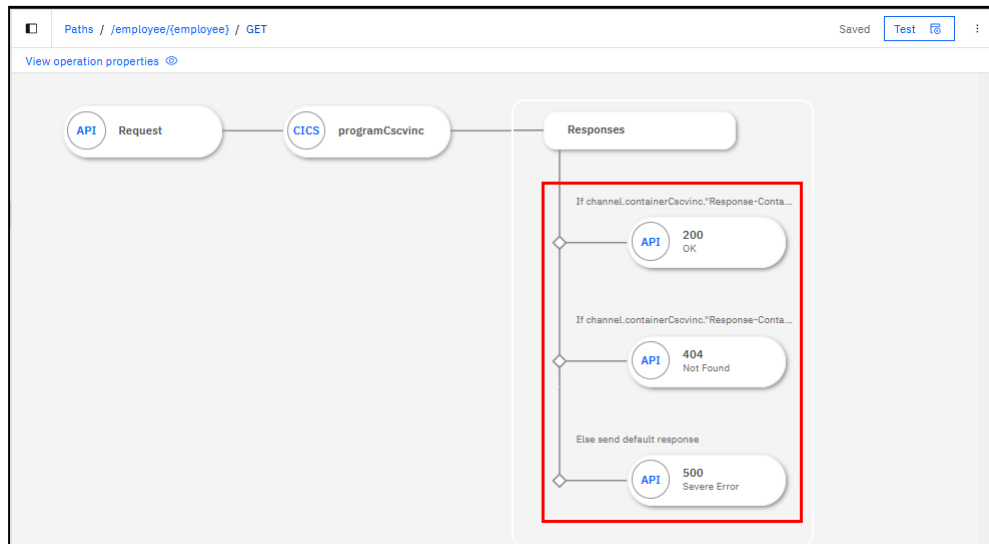 Paths / /employee/{employee} / GET
Saved
Test
View operation properties
API Request
CICS programCscvinc
Responses
If channel.containerCscvinc."Response-Conta...
API 200
OK
If channel.containerCscvinc."Response-Conta...
API 404
Not Found
Else send default response
API 500
Severe Error